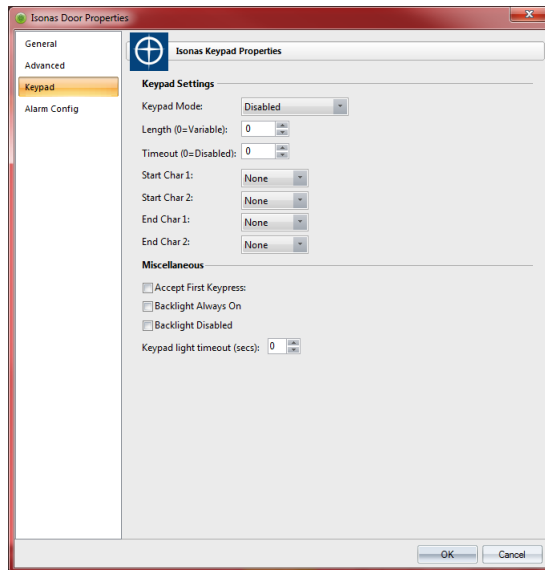 Isonas Door Properties
General
Advanced
Keypad
Alarm Config
Isonas Keypad Properties
Keypad Settings
Keypad Mode: Disabled
Length (0=Variable): 0
Timeout (0=Disabled): 0
Start Char 1: None
Start Char 2: None
End Char 1: None
End Char 2: None
Miscellaneous
Accept First Keypress:
Backlight Always On
Backlight Disabled
Keypad light timeout (secs): 0
OK Cancel